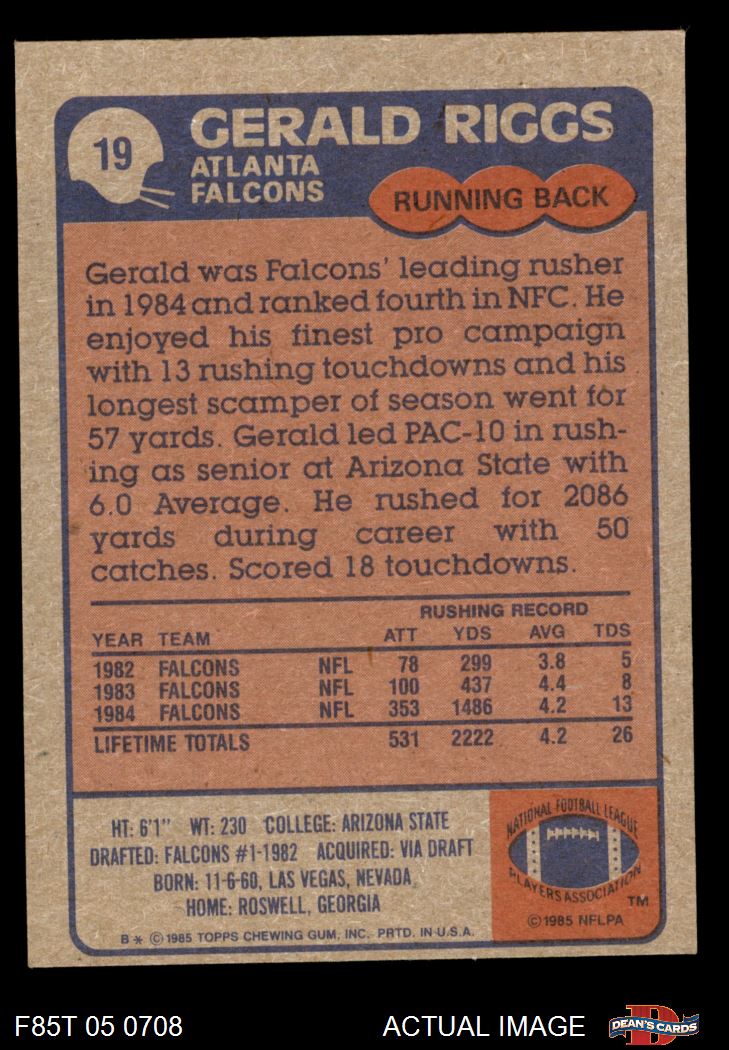 19
GERALD RIGGS
ATLANTA
FALCONS
RUNNING BACK
Gerald was Falcons' leading rusher
in 1984 and ranked fourth in NFC. He
enjoyed his finest pro campaign
with 13 rushing touchdowns and his
longest scamper of season went for
57 yards. Gerald led PAC-10 in rush-
ing as senior at Arizona State with
6.0 Average. He rushed for 2086
yards during career with 50
catches. Scored 18 touchdowns.
RUSHING RECORD
YEAR TEAM ATT YDS AVG TDS
1982 FALCONS NFL 78 299 3.8 5
1983 FALCONS NFL 100 437 4.4 8
1984 FALCONS NFL 353 1486 4.2 13
LIFETIME TOTALS 531 2222 4.2 26
HT: 6'1" WT: 230 COLLEGE: ARIZONA STATE
DRAFTED: FALCONS #1-1982 ACQUIRED: VIA DRAFT
BORN: 11-6-60, LAS VEGAS, NEVADA
HOME: ROSWELL, GEORGIA
B * © 1985 TOPPS CHEWING GUM, INC. PRTD. IN U.S.A.
NATIONAL FOOTBALL LEAGUE
PLAYERS ASSOCIATION
TM
© 1985 NFLPA
F85T 05 0708
ACTUAL IMAGE
D
DEAN'S CARDS